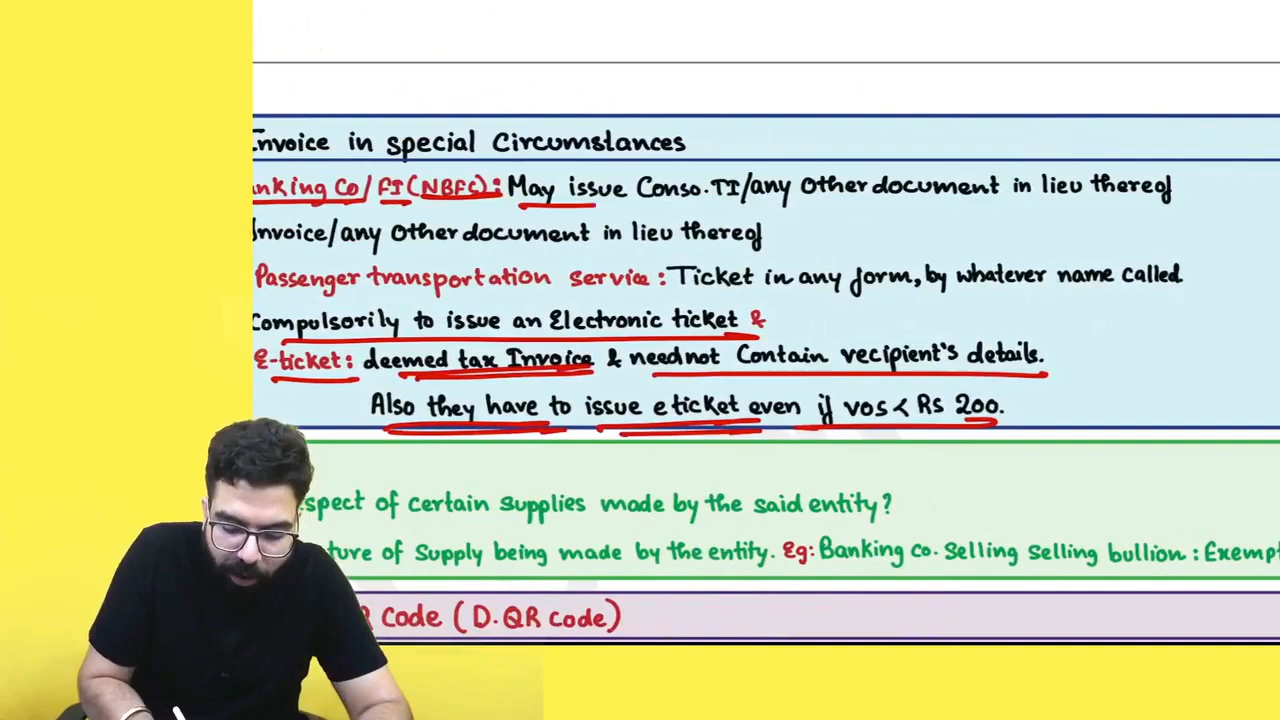 Invoice in special Circumstances
anking Co/FI(NBFC): May issue Conso.TI/any Other document in lieu thereof
Invoice/any Other document in lieu thereof
Passenger transportation service: Ticket in any form, by whatever name called
Compulsorily to issue an Electronic ticket &
E-ticket: deemed tax Invoice & neednot Contain recipient's details.
Also they have to issue eticket even if VOS < Rs 200.
spect of certain supplies made by the said entity?
ture of Supply being made by the entity. Eg: Banking co. Selling Selling bullion : Exempt
Code (D.QR code)